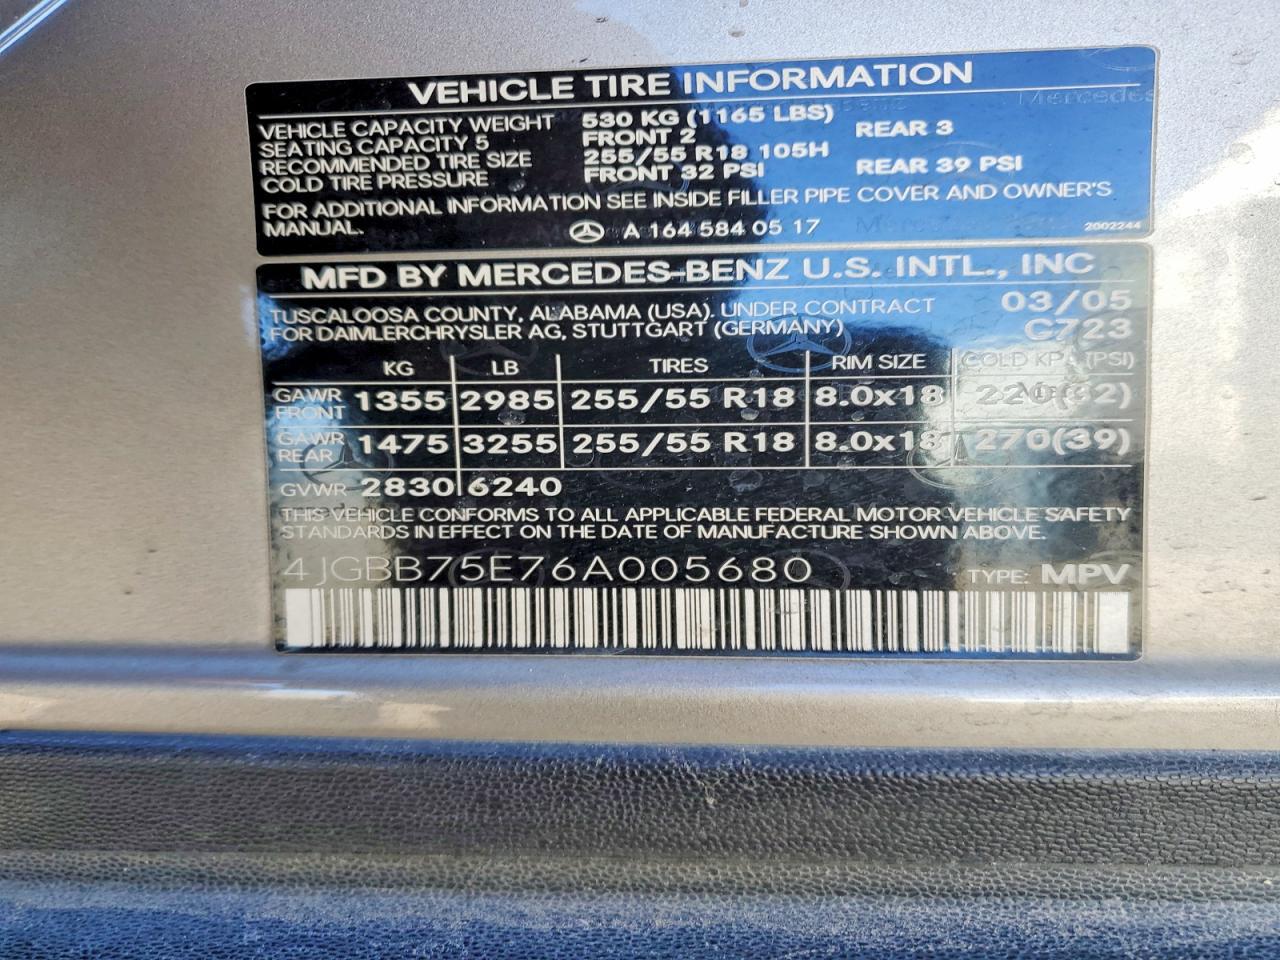 VEHICLE TIRE INFORMATION
VEHICLE CAPACITY WEIGHT 530 KG (1165 LBS)
SEATING CAPACITY 5 FRONT 2 REAR 3
RECOMMENDED TIRE SIZE 255/55 R18 105H
COLD TIRE PRESSURE FRONT 32 PSI REAR 39 PSI
FOR ADDITIONAL INFORMATION SEE INSIDE FILLER PIPE COVER AND OWNER'S
MANUAL. A 164 584 05 17 2002244
MFD BY MERCEDES-BENZ U.S. INTL., INC
TUSCALOOSA COUNTY, ALABAMA (USA). UNDER CONTRACT 03/05
FOR DAIMLERCHRYSLER AG, STUTTGART (GERMANY) C723
KG LB TIRES RIM SIZE COLD KPA (PSI)
GAWR FRONT 1355 2985 255/55 R18 8.0x18 220(32)
GAWR REAR 1475 3255 255/55 R18 8.0x18 270(39)
GVWR 2830 6240
THIS VEHICLE CONFORMS TO ALL APPLICABLE FEDERAL MOTOR VEHICLE SAFETY
STANDARDS IN EFFECT ON THE DATE OF MANUFACTURE SHOWN ABOVE.
4JGBB75E76A005680 TYPE: MPV